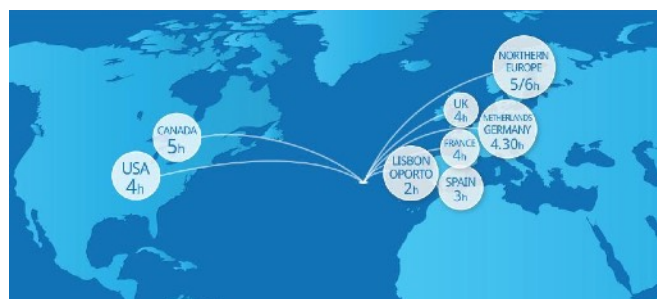 CANADA
5h
USA
4h
NORTHERN
EUROPE
5/6h
UK
4h
NETHERLANDS
GERMANY
4.30h
FRANCE
4h
LISBON
OPORTO
2h
SPAIN
3h